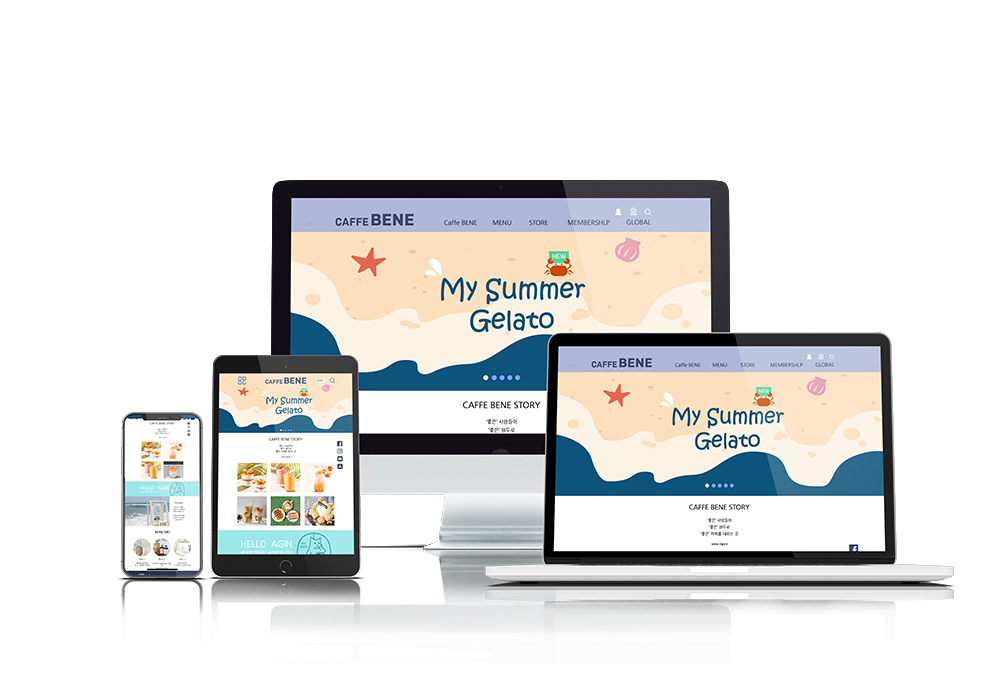 CAFFE BENE
Caffe BENE MENU STORE MEMBERSHLP GLOBAL
NEW
My Summer
Gelato
CAFFE BENE STORY
'좋은' 사람들이
'좋은' 원두로
CAFFE BENE
Caffe BENE MENU STORE MEMBERSHLP GLOBAL
NEW
My Summer
Gelato
CAFFE BENE STORY
'좋은' 사람들이
'좋은' 원두로
'좋은' 커피를 내리는 곳
CAFFE BENE
My Summer
Gelato
CAFFE BENE STORY
HELLO AGIN
CAFFE BENE STORY
HELLO AGIN